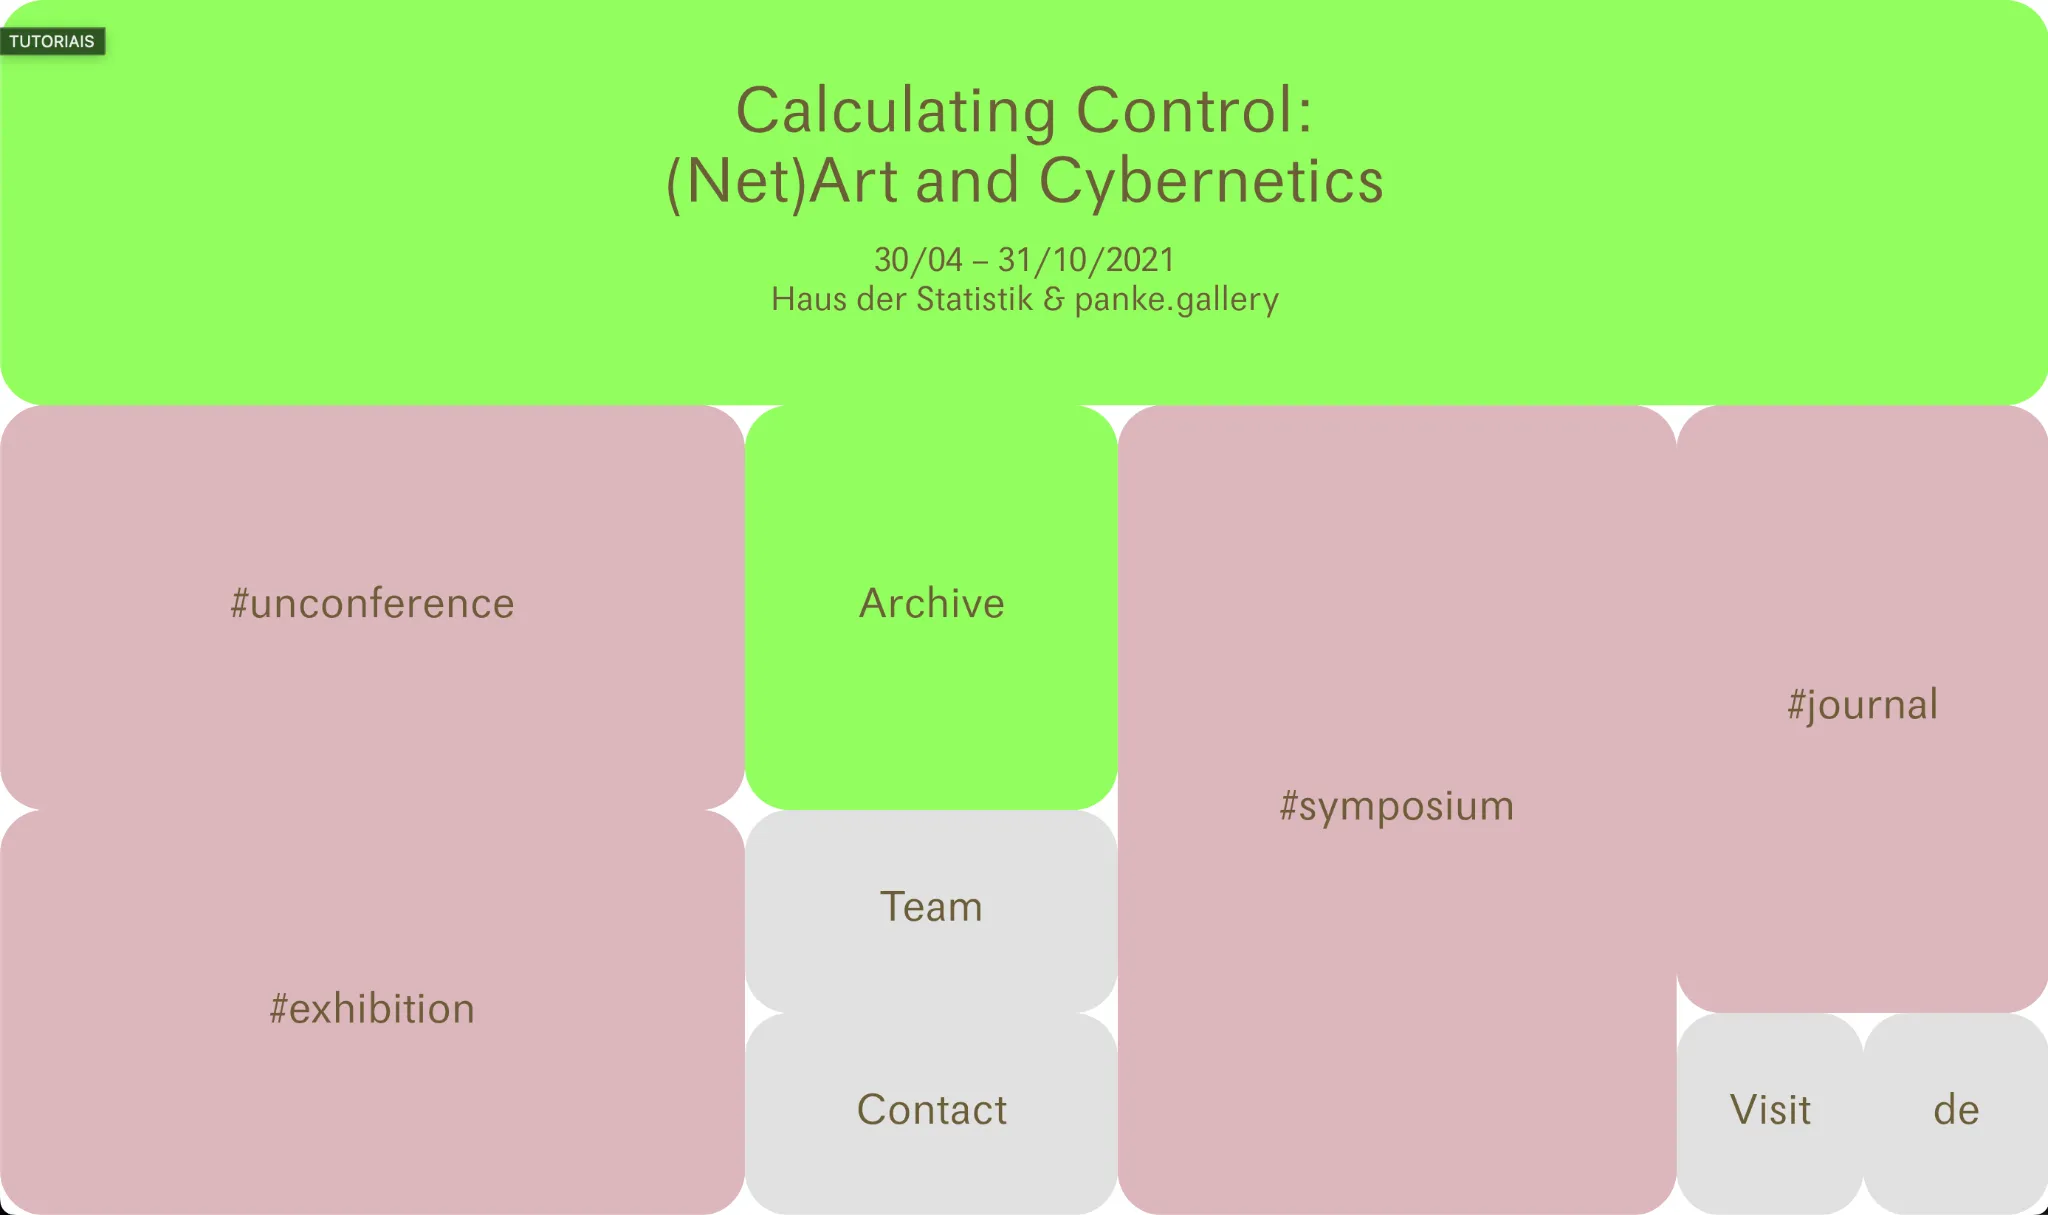 TUTORIAIS
Calculating Control:
(Net)Art and Cybernetics
30/04 – 31/10/2021
Haus der Statistik & panke.gallery
#unconference
Archive
#journal
#symposium
Team
#exhibition
Contact
Visit
de